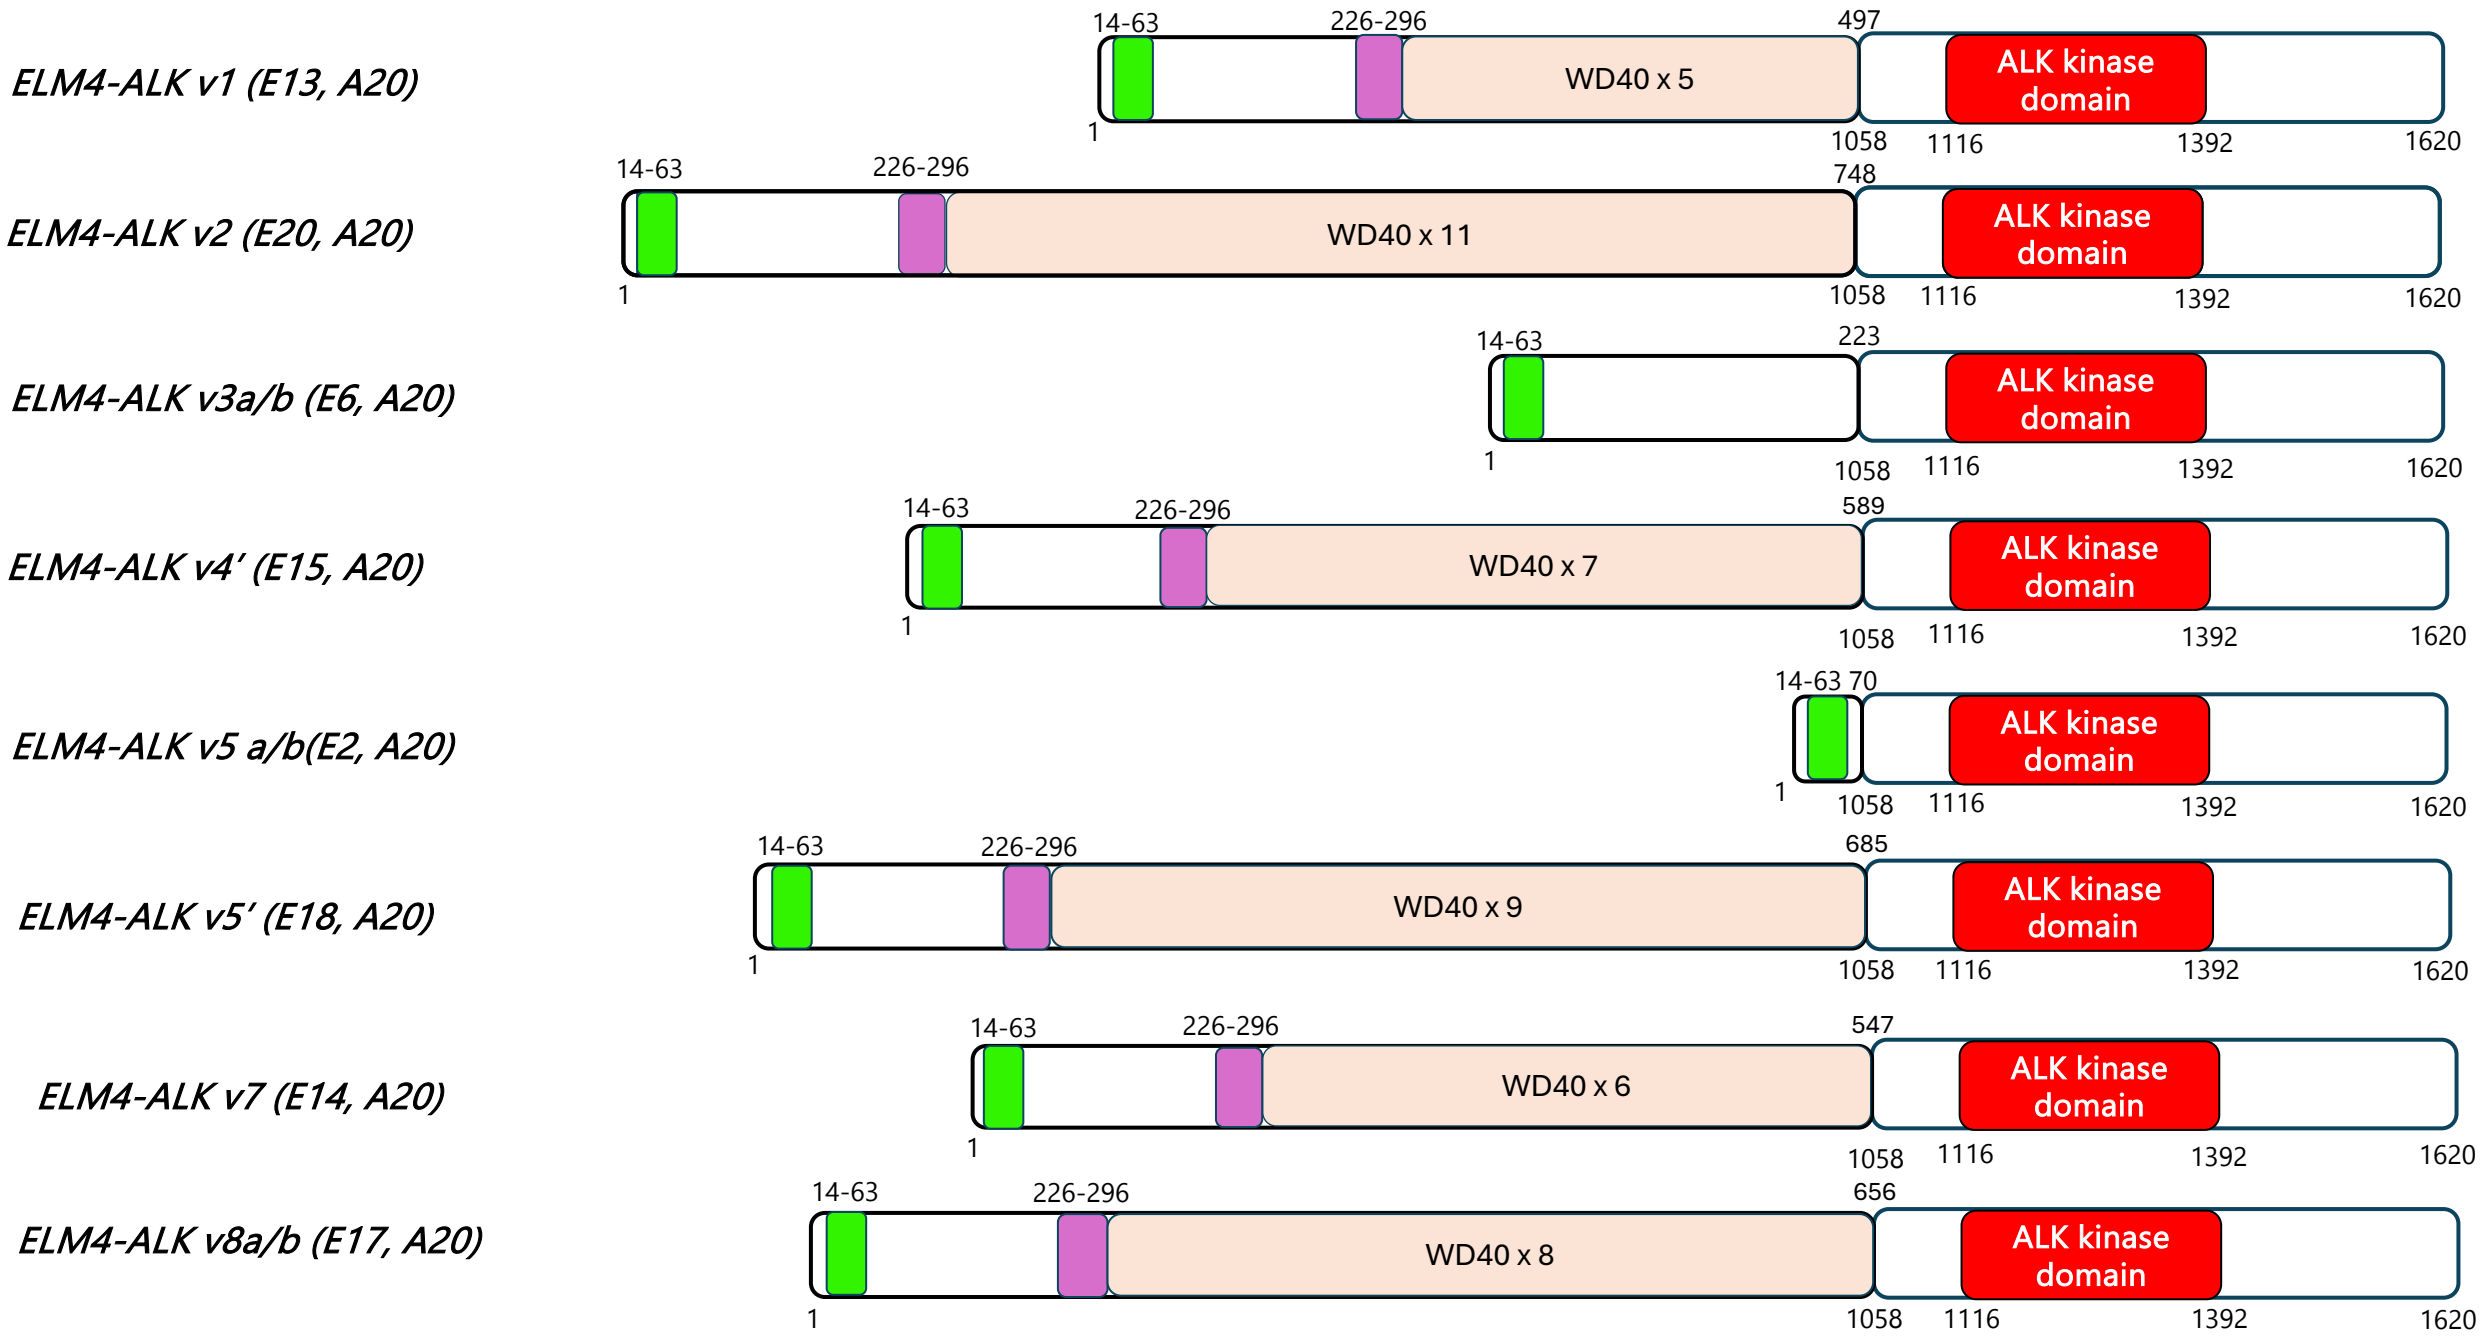 14-63 226-296 497
ELM4-ALK v1 (E13, A20)
WD40 x 5
ALK kinase
domain
1 1058 1116 1392 1620
14-63 226-296 748
ELM4-ALK v2 (E20, A20)
WD40 x 11
ALK kinase
domain
1 1058 1116 1392 1620
14-63 223
ELM4-ALK v3a/b (E6, A20)
ALK kinase
domain
1 1058 1116 1392 1620
14-63 226-296 589
ELM4-ALK v4’ (E15, A20)
WD40 x 7
ALK kinase
domain
1 1058 1116 1392 1620
14-63 70
ELM4-ALK v5 a/b(E2, A20)
ALK kinase
domain
1 1058 1116 1392 1620
14-63 226-296 685
ELM4-ALK v5’ (E18, A20)
WD40 x 9
ALK kinase
domain
1 1058 1116 1392 1620
14-63 226-296 547
ELM4-ALK v7 (E14, A20)
WD40 x 6
ALK kinase
domain
1 1058 1116 1392 1620
14-63 226-296 656
ELM4-ALK v8a/b (E17, A20)
WD40 x 8
ALK kinase
domain
1 1058 1116 1392 1620